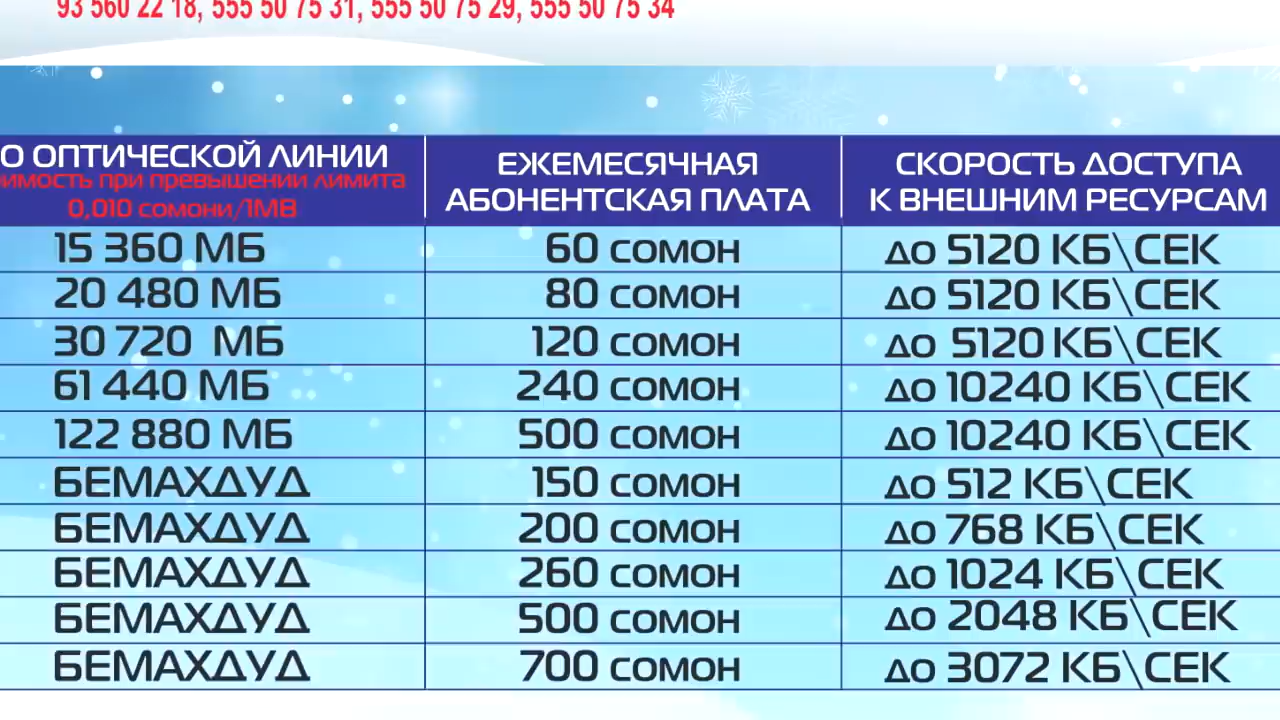 93 560 22 18, 555 50 75 31, 555 50 75 29, 555 50 75 34
О ОПТИЧЕСКОЙ ЛИНИИ
при превышении лимита
0,010 сомони/1МВ
ЕЖЕМЕСЯЧНАЯ
АБОНЕНТСКАЯ ПЛАТА
СКОРОСТЬ ДОСТУПА
К ВНЕШНИМ РЕСУРСАМ
15 360 МБ 60 сомон до 5120 КБ\СЕК
20 480 МБ 80 сомон до 5120 КБ\СЕК
30 720 МБ 120 сомон до 5120 КБ\СЕК
61 440 МБ 240 сомон до 10240 КБ\СЕК
122 880 МБ 500 сомон до 10240 КБ\СЕК
БЕМАХДУД 150 сомон до 512 КБ\СЕК
БЕМАХДУД 200 сомон до 768 КБ\СЕК
БЕМАХДУД 260 сомон до 1024 КБ\СЕК
БЕМАХДУД 500 сомон до 2048 КБ\СЕК
БЕМАХДУД 700 сомон до 3072 КБ\СЕК